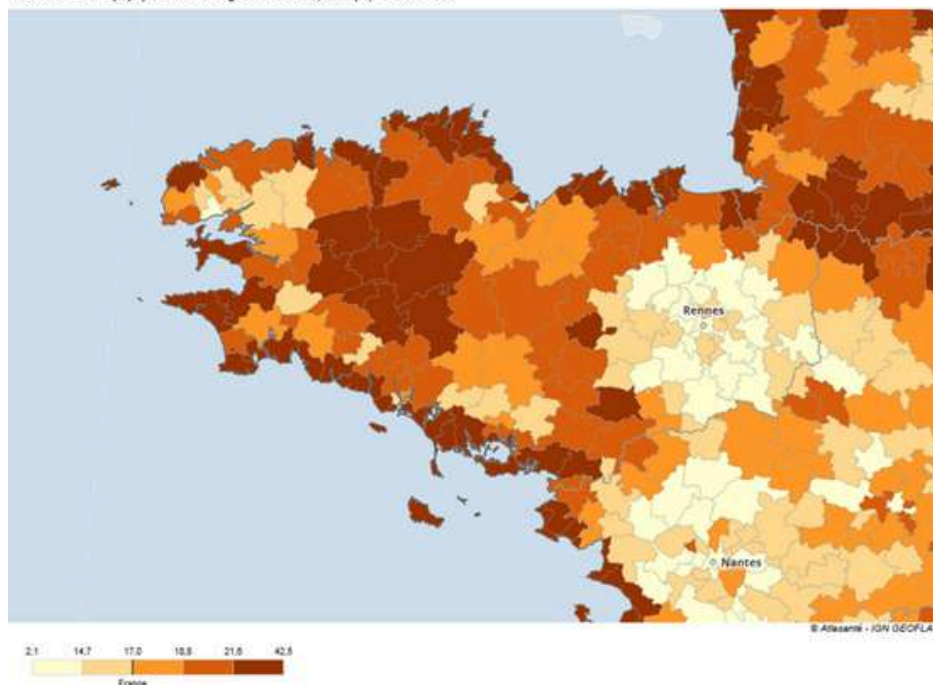 Rennes
Nantes
© Atlasanté - IGN GEOFLA
2,1 14,7 17,0 18,8 21,6 42,5
France